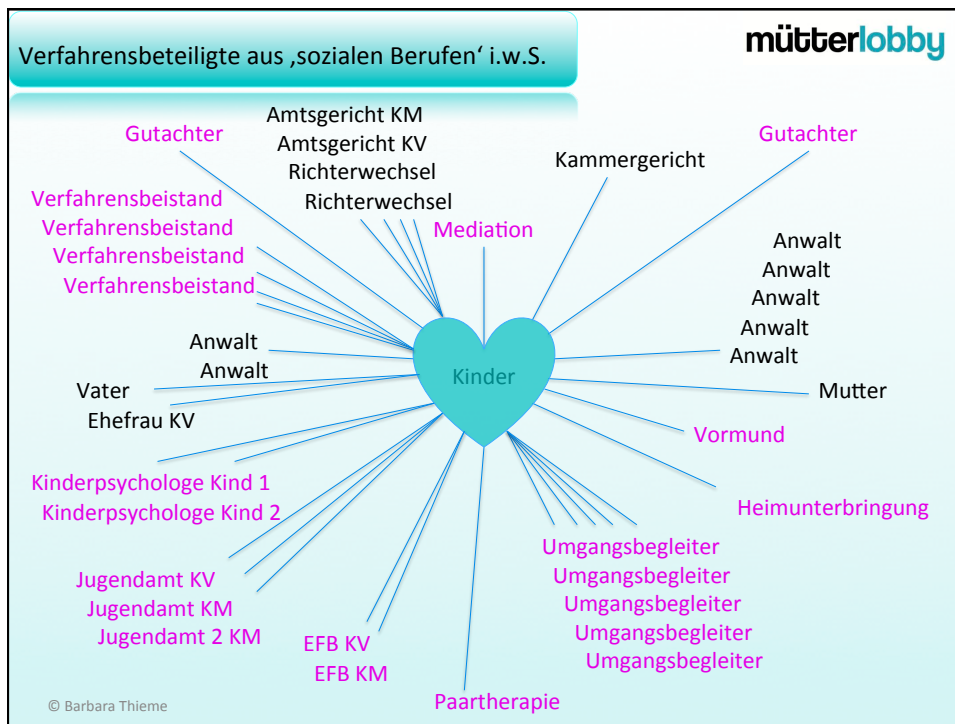 Verfahrensbeteiligte aus ‚sozialen Berufen‘ i.w.S.
mütterlobby
Amtsgericht KM
Amtsgericht KV
Richterwechsel
Richterwechsel
Gutachter
Gutachter
Kammergericht
Verfahrensbeistand
Verfahrensbeistand
Verfahrensbeistand
Verfahrensbeistand
Mediation
Anwalt
Anwalt
Anwalt
Anwalt
Anwalt
Anwalt
Anwalt
Kinder
Vater
Ehefrau KV
Mutter
Vormund
Kinderpsychologe Kind 1
Kinderpsychologe Kind 2
Heimunterbringung
Umgangsbegleiter
Umgangsbegleiter
Umgangsbegleiter
Umgangsbegleiter
Umgangsbegleiter
Jugendamt KV
Jugendamt KM
Jugendamt 2 KM
EFB KV
EFB KM
Paartherapie
© Barbara Thieme